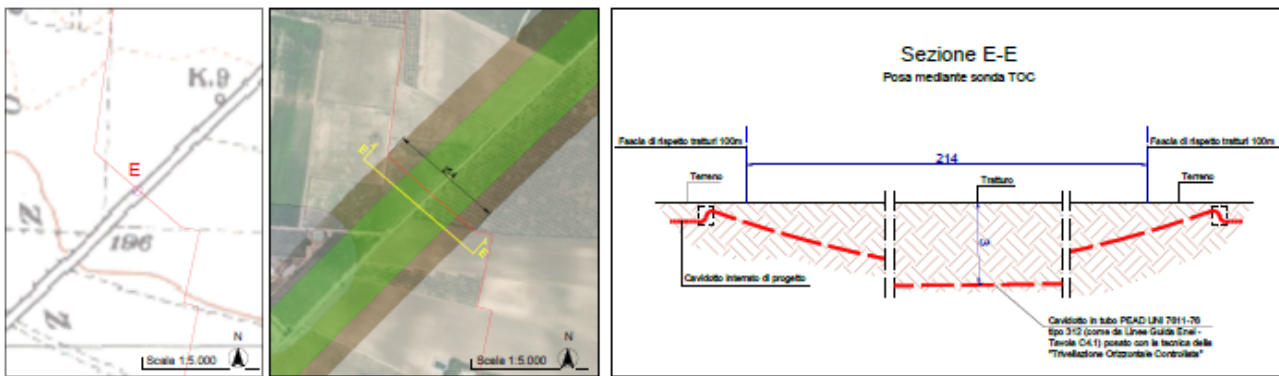 K.9
E
196
N
Scala 1:5.000
A
E
214
A
E
N
Scala 1:5.000
Sezione E-E
Posa mediante sonda TOC
Fascia di rispetto tratturi 100m
Fascia di rispetto tratturi 100m
214
Terreno
Tratturo
Terreno
Cavidotto interrato di progetto
Cavidotto in tubo PEAD UNI 7611-76
tipo 312 (come da Linee Guida Enel -
Tavola C4.1) posato con la tecnica della
"Trivellazione Orizzontale Controllata"